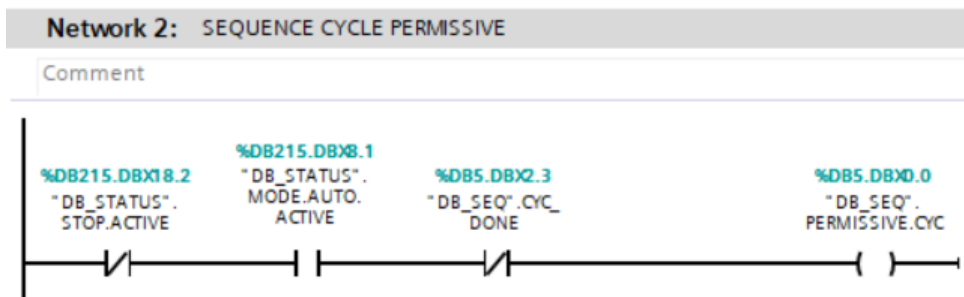 Network 2: SEQUENCE CYCLE PERMISSIVE
Comment
%DB215.DBX18.2
"DB_STATUS".
STOP.ACTIVE
%DB215.DBX8.1
"DB_STATUS".
MODE.AUTO.
ACTIVE
%DB5.DBX2.3
"DB_SEQ".CYC_
DONE
%DB5.DBX0.0
"DB_SEQ".
PERMISSIVE.CYC